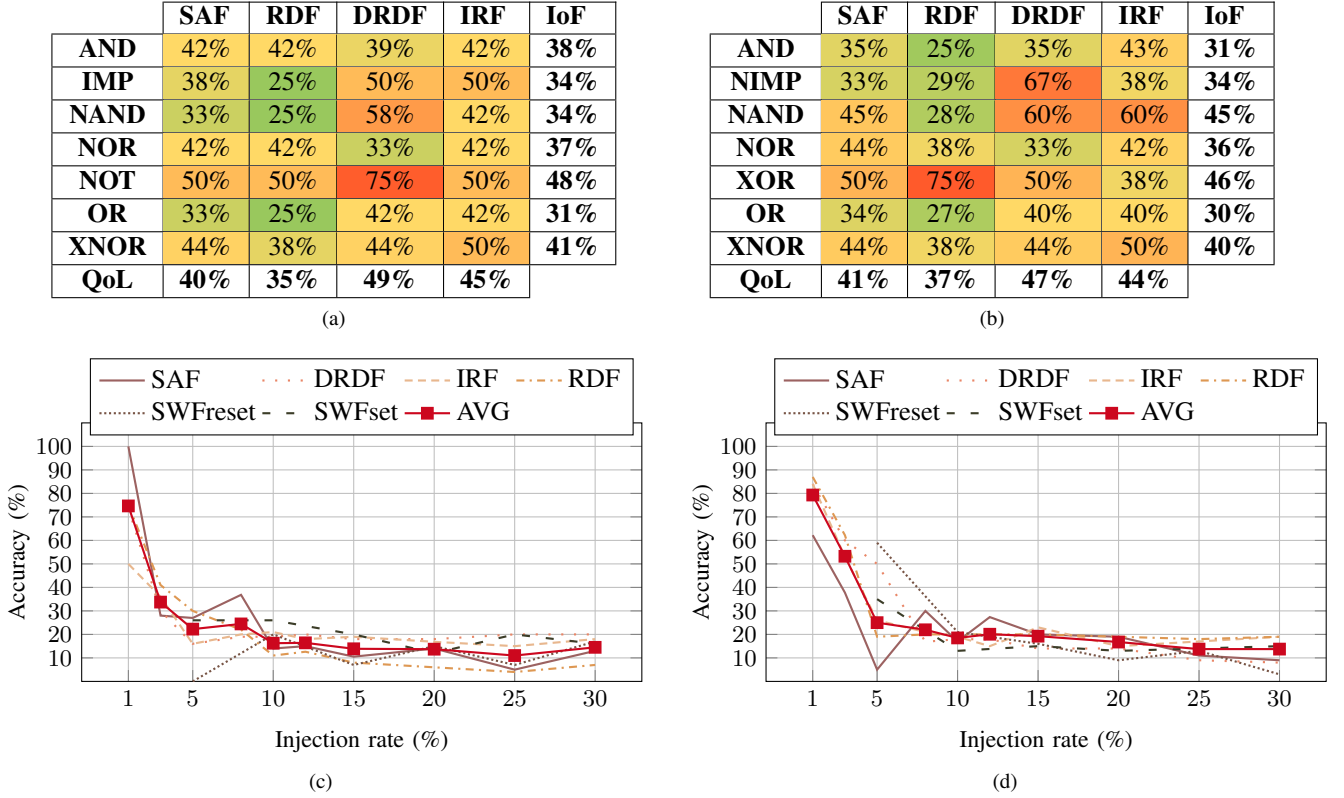 SAF RDF DRDF IRF IoF
AND 42% 42% 39% 42% 38%
IMP 38% 25% 50% 50% 34%
NAND 33% 25% 58% 42% 34%
NOR 42% 42% 33% 42% 37%
NOT 50% 50% 75% 50% 48%
OR 33% 25% 42% 42% 31%
XNOR 44% 38% 44% 50% 41%
QoL 40% 35% 49% 45%
(a)
SAF RDF DRDF IRF IoF
AND 35% 25% 35% 43% 31%
NIMP 33% 29% 67% 38% 34%
NAND 45% 28% 60% 60% 45%
NOR 44% 38% 33% 42% 36%
XOR 50% 75% 50% 38% 46%
OR 34% 27% 40% 40% 30%
XNOR 44% 38% 44% 50% 40%
QoL 41% 37% 47% 44%
(b)
SAF DRDF IRF RDF
SWFreset SWFset AVG
100
90
80
70
60
50
40
30
20
10
Accuracy (%)
1 5 10 15 20 25 30
Injection rate (%)
(c)
SAF DRDF IRF RDF
SWFreset SWFset AVG
100
90
80
70
60
50
40
30
20
10
Accuracy (%)
1 5 10 15 20 25 30
Injection rate (%)
(d)